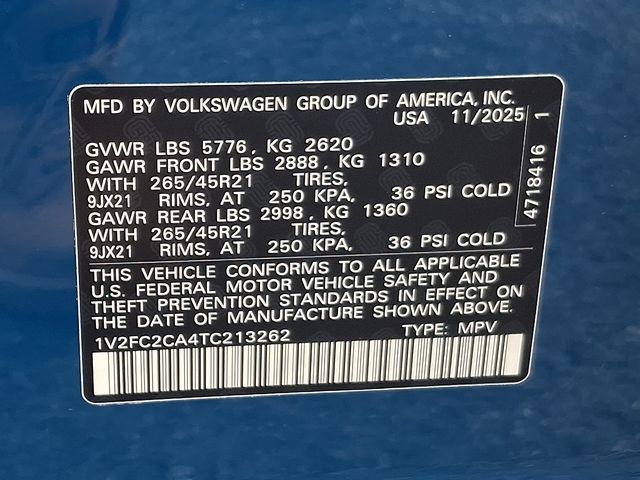 MFD BY VOLKSWAGEN GROUP OF AMERICA, INC.
USA 11/2025
GVWR LBS 5776, KG 2620
GAWR FRONT LBS 2888, KG 1310
WITH 265/45R21 TIRES,
9JX21 RIMS, AT 250 KPA, 36 PSI COLD
GAWR REAR LBS 2998, KG 1360
WITH 265/45R21 TIRES,
9JX21 RIMS, AT 250 KPA, 36 PSI COLD
THIS VEHICLE CONFORMS TO ALL APPLICABLE
U.S. FEDERAL MOTOR VEHICLE SAFETY AND
THEFT PREVENTION STANDARDS IN EFFECT ON
THE DATE OF MANUFACTURE SHOWN ABOVE.
1V2FC2CA4TC213262 TYPE: MPV
4718416 1